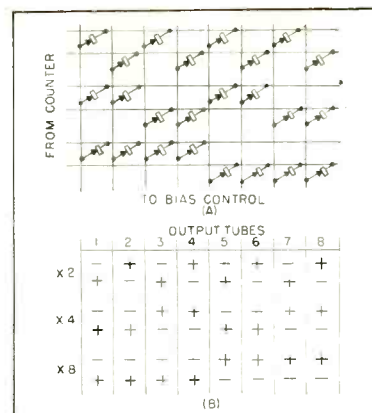 FROM COUNTER
TO BIAS CONTROL
(A)
OUTPUT TUBES
1 2 3 4 5 6 7 8
— + — + — + — +
X 2
+ — + — + — + —
— — + + — — + +
X 4
+ + — — + + — —
— — — — + + + +
X 8
+ + + + — — — —
(B)